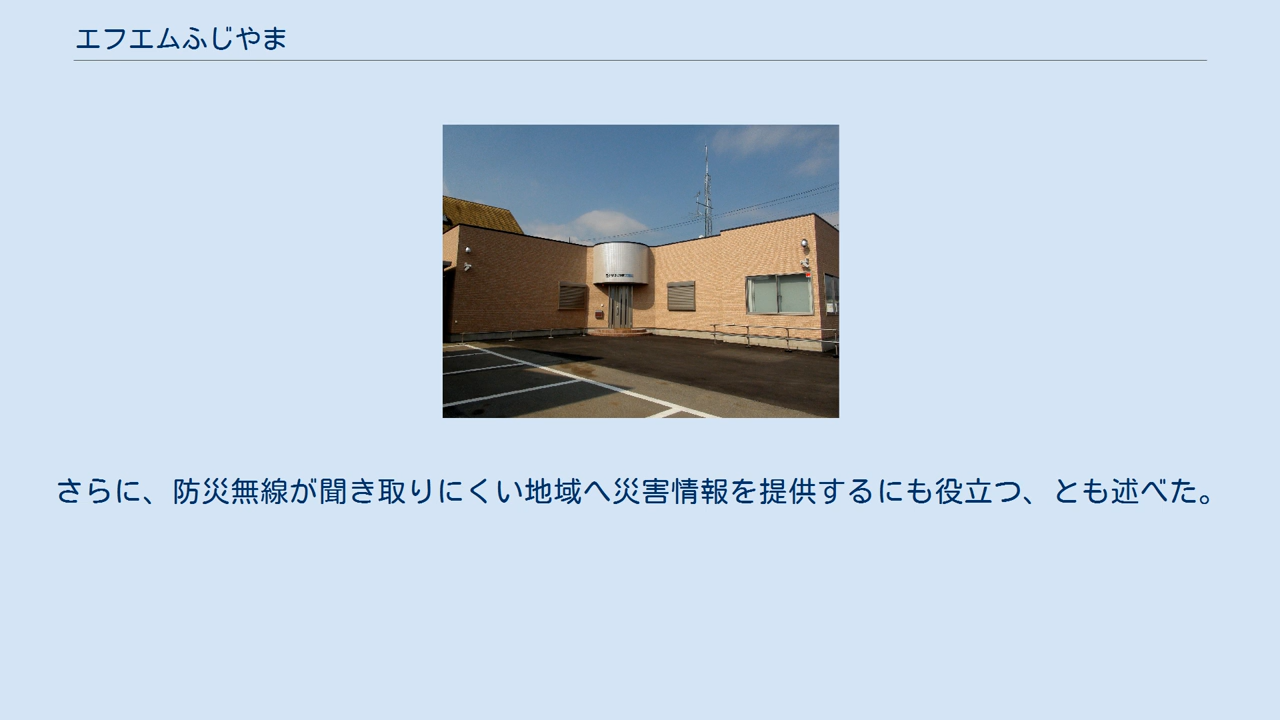 エフエムふじやま
さらに、防災無線が聞き取りにくい地域へ災害情報を提供するにも役立つ、とも述べた。